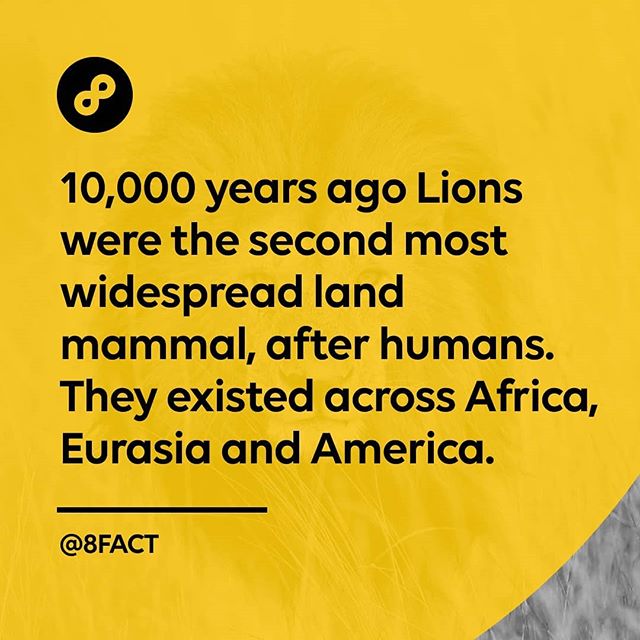 10,000 years ago Lions
were the second most
widespread land
mammal, after humans.
They existed across Africa,
Eurasia and America.
@8FACT